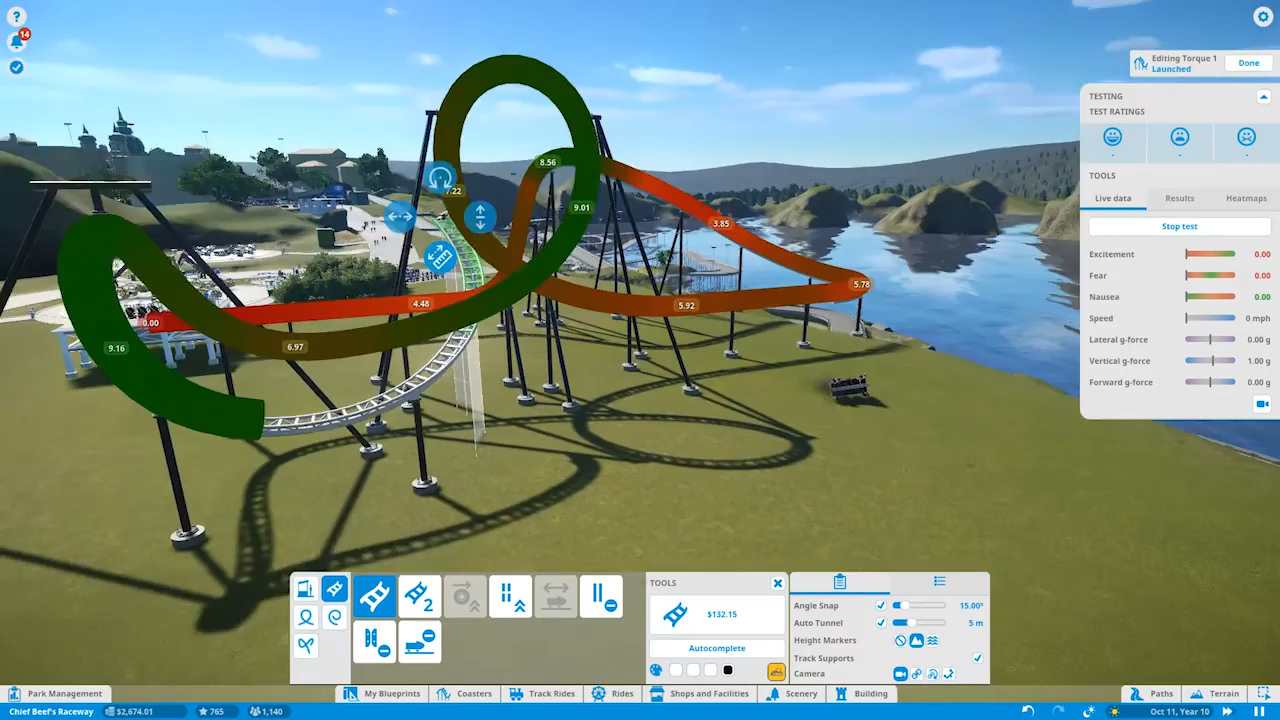 ?
14
Editing Torque 1
Launched
Done
TESTING
TEST RATINGS
-
-
-
TOOLS
Live data
Results
Heatmaps
Stop test
Excitement 0.00
Fear 0.00
Nausea 0.00
Speed 0 mph
Lateral g-force 0.00 g
Vertical g-force 1.00 g
Forward g-force 0.00 g
8.56
.22
9.01
3.85
5.78
4.48
5.92
0.00
6.97
9.16
2
TOOLS
$132.15
Autocomplete
Angle Snap 15.00°
Auto Tunnel 5 m
Height Markers
Track Supports
Camera
Park Management
My Blueprints
Coasters
Track Rides
Rides
Shops and Facilities
Scenery
Building
Paths
Terrain
Chief Beef's Raceway
$2,674.01
765
1,140
Oct 11, Year 10